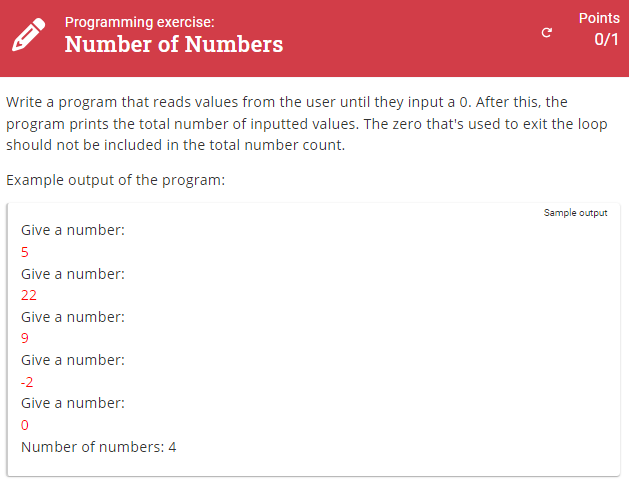 Programming exercise:
Number of Numbers
Points
0/1
Write a program that reads values from the user until they input a 0. After this, the
program prints the total number of inputted values. The zero that's used to exit the loop
should not be included in the total number count.
Example output of the program:
Sample output
Give a number:
5
Give a number:
22
Give a number:
9
Give a number:
-2
Give a number:
0
Number of numbers: 4